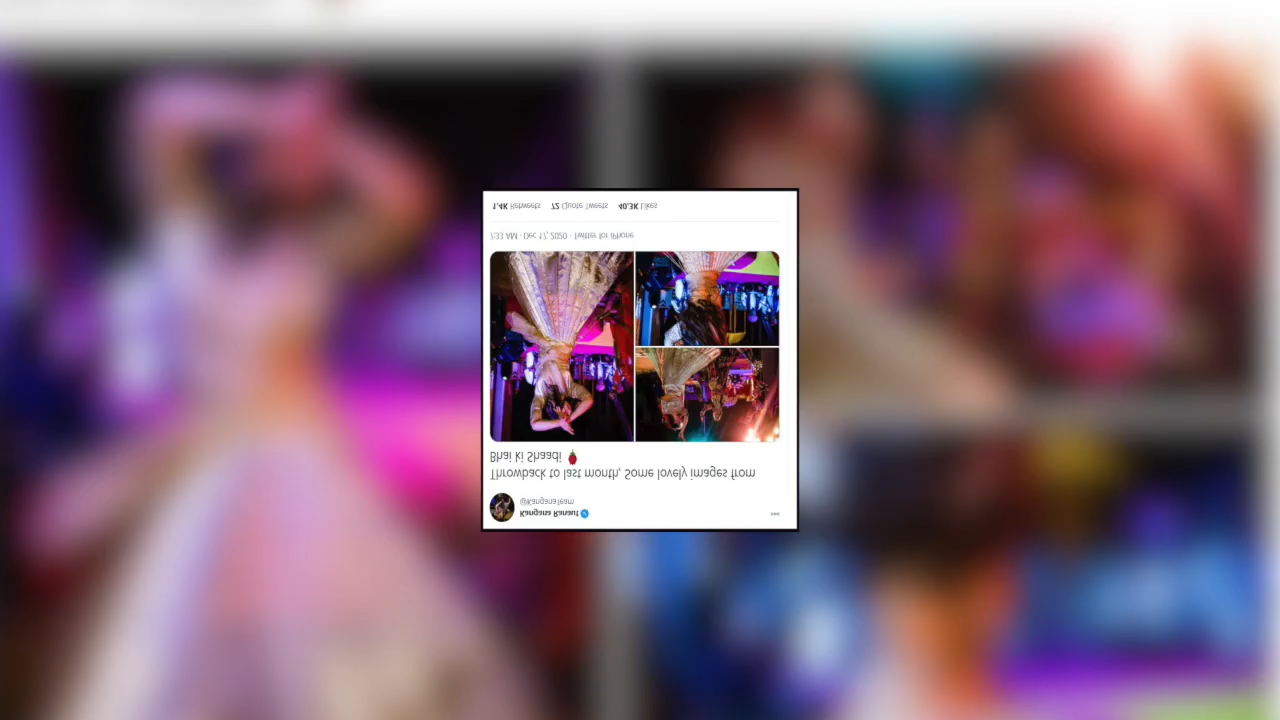 Kangana Ranaut
@KanganaTeam
Throwback to last month, Some lovely images from
Bhai ki Shaadi 🌹
7:33 AM · Dec 17, 2020 · Twitter for iPhone
1.4K Retweets 72 Quote Tweets 40.3K Likes